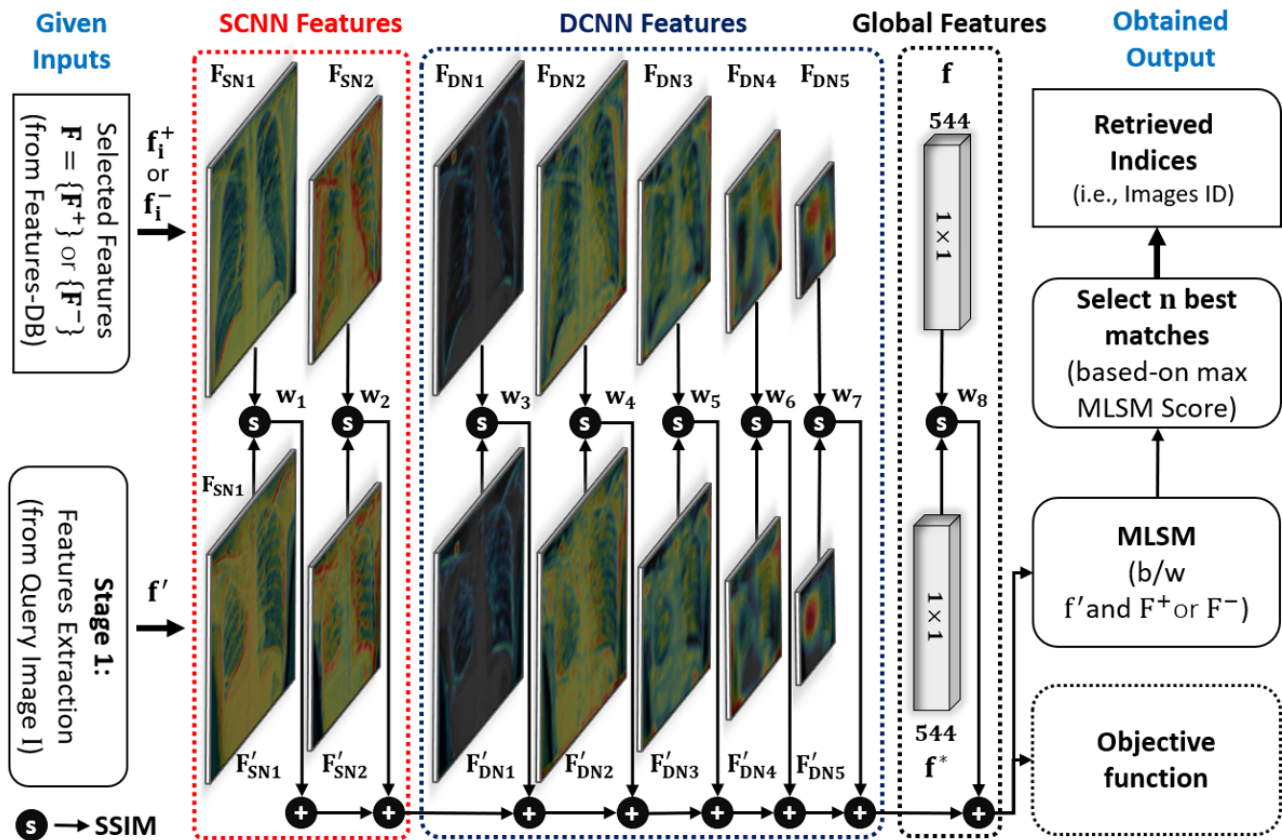 Given
Inputs
SCNN Features
DCNN Features
Global Features
Obtained
Output
Selected Features
F = {F⁺} or {F⁻}
(from Features-DB)
f_i⁺
or
f_i⁻
F_SN1
F_SN2
F_DN1
F_DN2
F_DN3
F_DN4
F_DN5
f
544
1 × 1
Retrieved
Indices
(i.e., Images ID)
w₁
w₂
w₃
w₄
w₅
w₆
w₇
w₈
S
S
S
S
S
S
S
S
Select n best
matches
(based-on max
MLSM Score)
Stage 1:
Features Extraction
(from Query Image I)
f′
F_SN1
F′_SN1
F′_SN2
F′_DN1
F′_DN2
F′_DN3
F′_DN4
F′_DN5
1 × 1
544
f*
MLSM
(b/w
f′and F⁺or F⁻)
Objective
function
+
+
+
+
+
+
+
+
S → SSIM